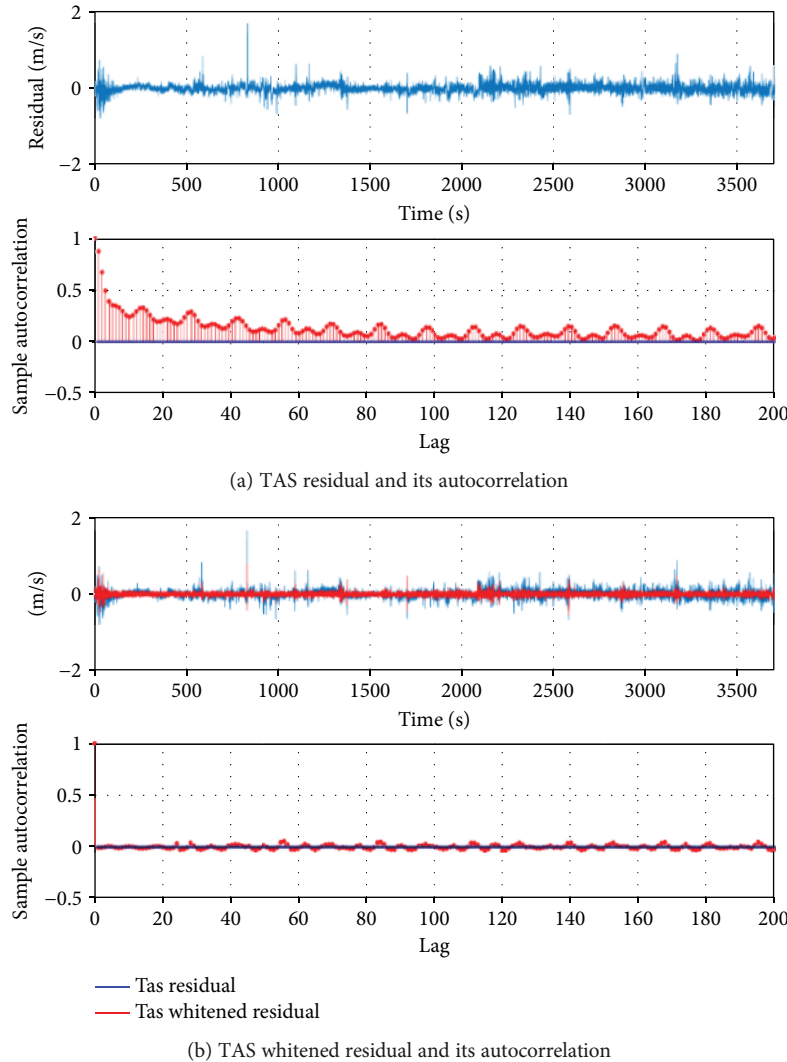 Residual (m/s)
2
0
−2
0 500 1000 1500 2000 2500 3000 3500
Time (s)
Sample autocorrelation
1
0.5
0
−0.5
0 20 40 60 80 100 120 140 160 180 200
Lag
(a) TAS residual and its autocorrelation
(m/s)
2
0
−2
0 500 1000 1500 2000 2500 3000 3500
Time (s)
Sample autocorrelation
1
0.5
0
−0.5
0 20 40 60 80 100 120 140 160 180 200
Lag
Tas residual
Tas whitened residual
(b) TAS whitened residual and its autocorrelation